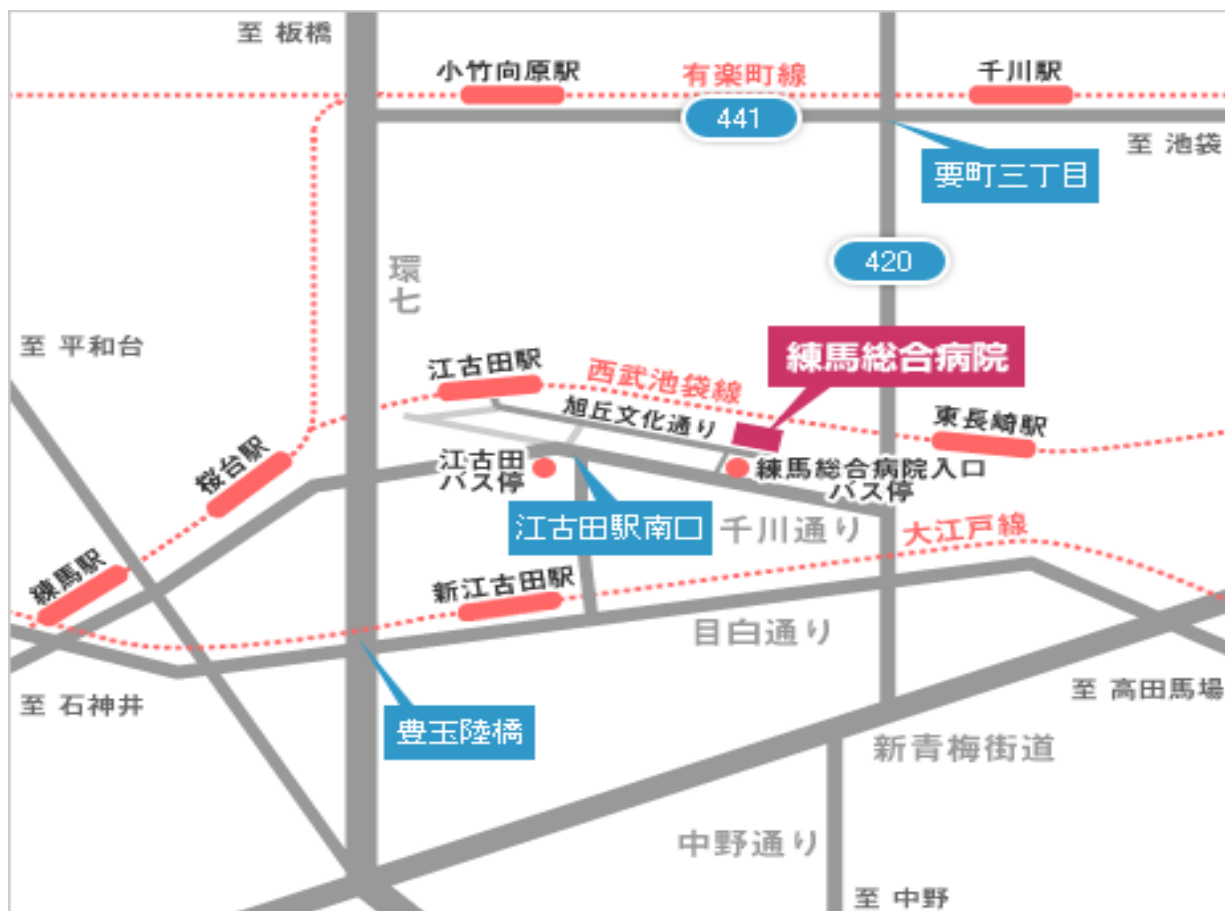 至 板橋
小竹向原駅
有楽町線
千川駅
441
至 池袋
要町三丁目
420
環七
至 平和台
練馬総合病院
江古田駅
西武池袋線
旭丘文化通り
東長崎駅
桜台駅
江古田
バス停
練馬総合病院入口
バス停
江古田駅南口
千川通り
大江戸線
練馬駅
新江古田駅
目白通り
至 石神井
至 高田馬場
豊玉陸橋
新青梅街道
中野通り
至 中野